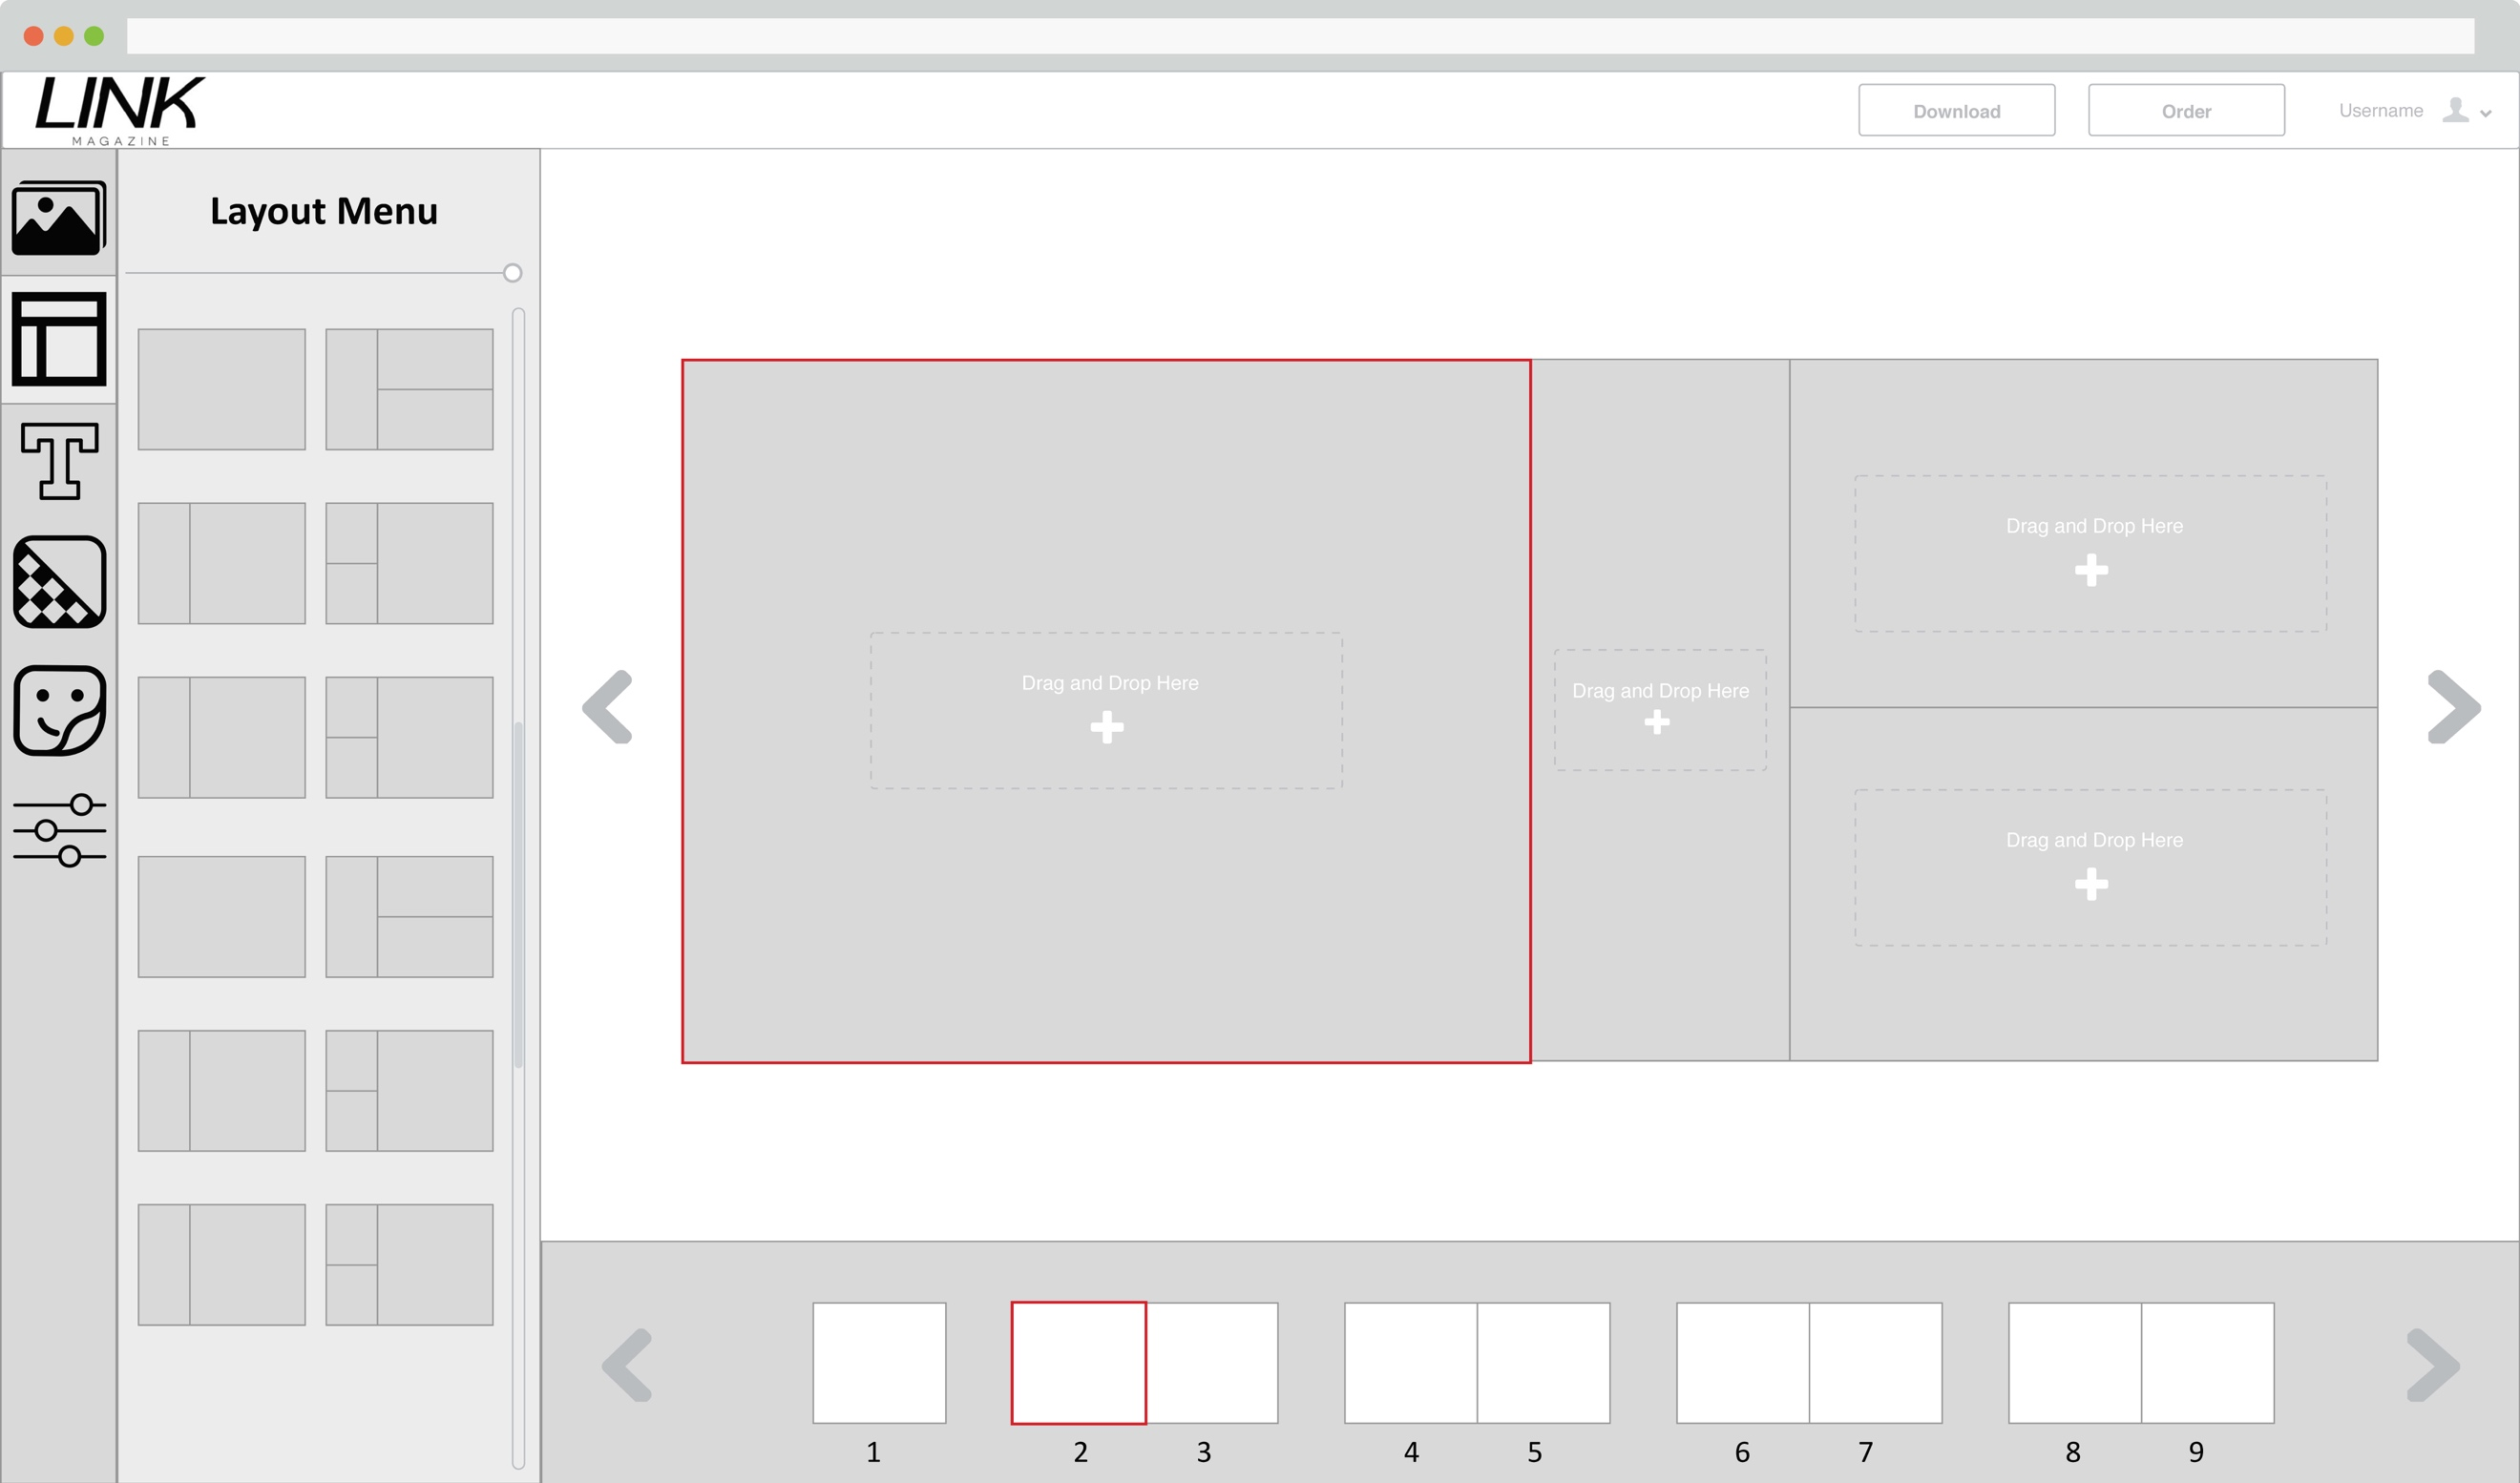 LINK
MAGAZINE
Download
Order
Username
Layout Menu
Drag and Drop Here
Drag and Drop Here
Drag and Drop Here
Drag and Drop Here
1 2 3 4 5 6 7 8 9